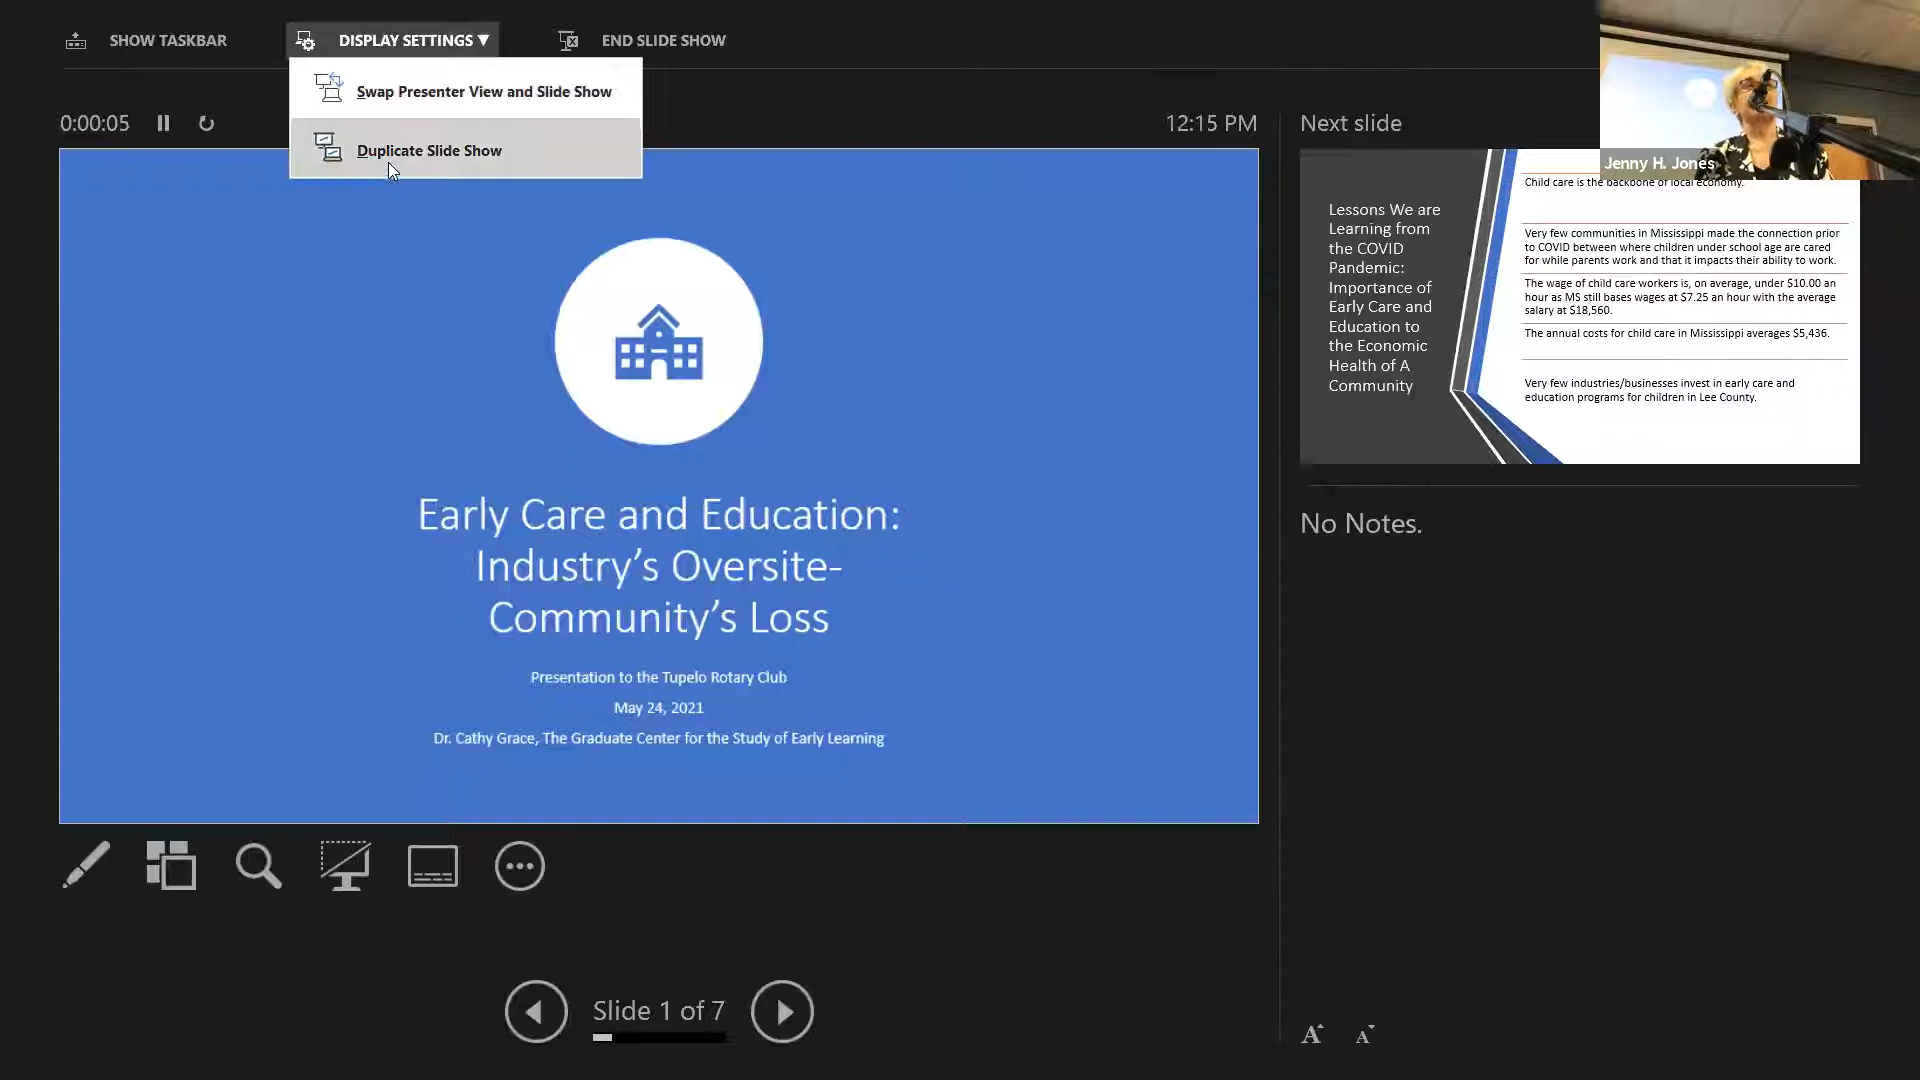 SHOW TASKBAR
DISPLAY SETTINGS ▼
END SLIDE SHOW
Swap Presenter View and Slide Show
Duplicate Slide Show
0:00:05
12:15 PM
Early Care and Education:
Industry’s Oversite-
Community’s Loss
Presentation to the Tupelo Rotary Club
May 24, 2021
Dr. Cathy Grace, The Graduate Center for the Study of Early Learning
Slide 1 of 7
Next slide
Jenny H. Jones
Lessons We are
Learning from
the COVID
Pandemic:
Importance of
Early Care and
Education to
the Economic
Health of A
Community
Child care is the backbone of local economy.
Very few communities in Mississippi made the connection prior
to COVID between where children under school age are cared
for while parents work and that it impacts their ability to work.
The wage of child care workers is, on average, under $10.00 an
hour as MS still bases wages at $7.25 an hour with the average
salary at $18,560.
The annual costs for child care in Mississippi averages $5,436.
Very few industries/businesses invest in early care and
education programs for children in Lee County.
No Notes.
A A